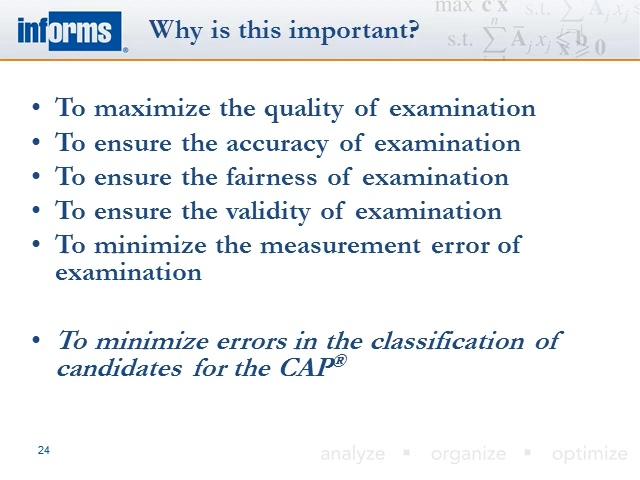 informs®
Why is this important?
max c x
s.t. ∑ A j x j ≤
n
s.t. ∑ A j x j ≤ b
x ≥ 0
• To maximize the quality of examination
• To ensure the accuracy of examination
• To ensure the fairness of examination
• To ensure the validity of examination
• To minimize the measurement error of
examination
• To minimize errors in the classification of
candidates for the CAP®
24
analyze ▪ organize ▪ optimize